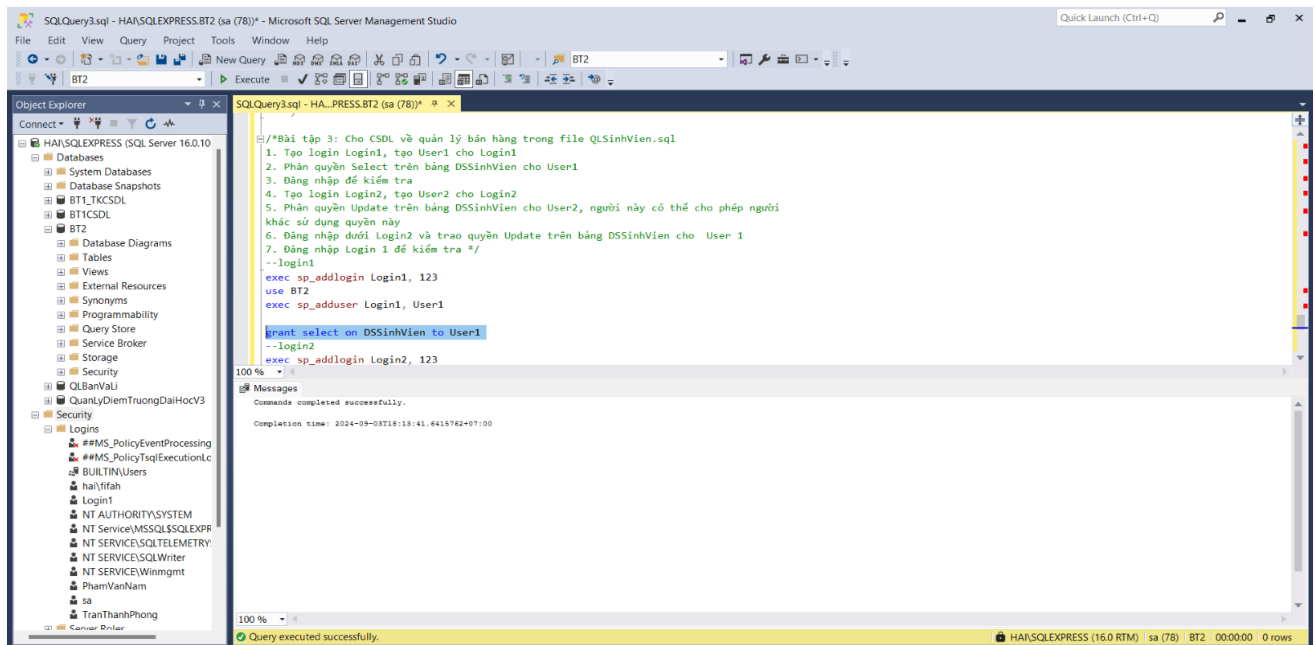 SQLQuery3.sql - HAI\SQLEXPRESS.BT2 (sa (78))* - Microsoft SQL Server Management Studio
Quick Launch (Ctrl+Q)
File Edit View Query Project Tools Window Help
New Query
BT2
BT2
Execute
Object Explorer
Connect
HAI\SQLEXPRESS (SQL Server 16.0.10
Databases
System Databases
Database Snapshots
BT1_TKCSDL
BT1CSDL
BT2
Database Diagrams
Tables
Views
External Resources
Synonyms
Programmability
Query Store
Service Broker
Storage
Security
QLBanVaLi
QuanLyDiemTruongDaiHocV3
Security
Logins
##MS_PolicyEventProcessing
##MS_PolicyTsqlExecutionLc
BUILTIN\Users
hai\fifah
Login1
NT AUTHORITY\SYSTEM
NT Service\MSSQL$SQLEXPR
NT SERVICE\SQLTELEMETRY
NT SERVICE\SQLWriter
NT SERVICE\Winmgmt
PhamVanNam
sa
TranThanhPhong
Server Roles
SQLQuery3.sql - HA...PRESS.BT2 (sa (78))*
/*Bài tập 3: Cho CSDL về quản lý bán hàng trong file QLSinhVien.sql
1. Tạo login Login1, tạo User1 cho Login1
2. Phân quyền Select trên bảng DSSinhVien cho User1
3. Đăng nhập để kiểm tra
4. Tạo login Login2, tạo User2 cho Login2
5. Phân quyền Update trên bảng DSSinhVien cho User2, người này có thể cho phép người
khác sử dụng quyền này
6. Đăng nhập dưới Login2 và trao quyền Update trên bảng DSSinhVien cho User 1
7. Đăng nhập Login 1 để kiểm tra */
--login1
exec sp_addlogin Login1, 123
use BT2
exec sp_adduser Login1, User1
grant select on DSSinhVien to User1
--login2
exec sp_addlogin Login2, 123
100 %
Messages
Commands completed successfully.
Completion time: 2024-09-03T18:13:41.6415762+07:00
100 %
Query executed successfully.
HAI\SQLEXPRESS (16.0 RTM) sa (78) BT2 00:00:00 0 rows